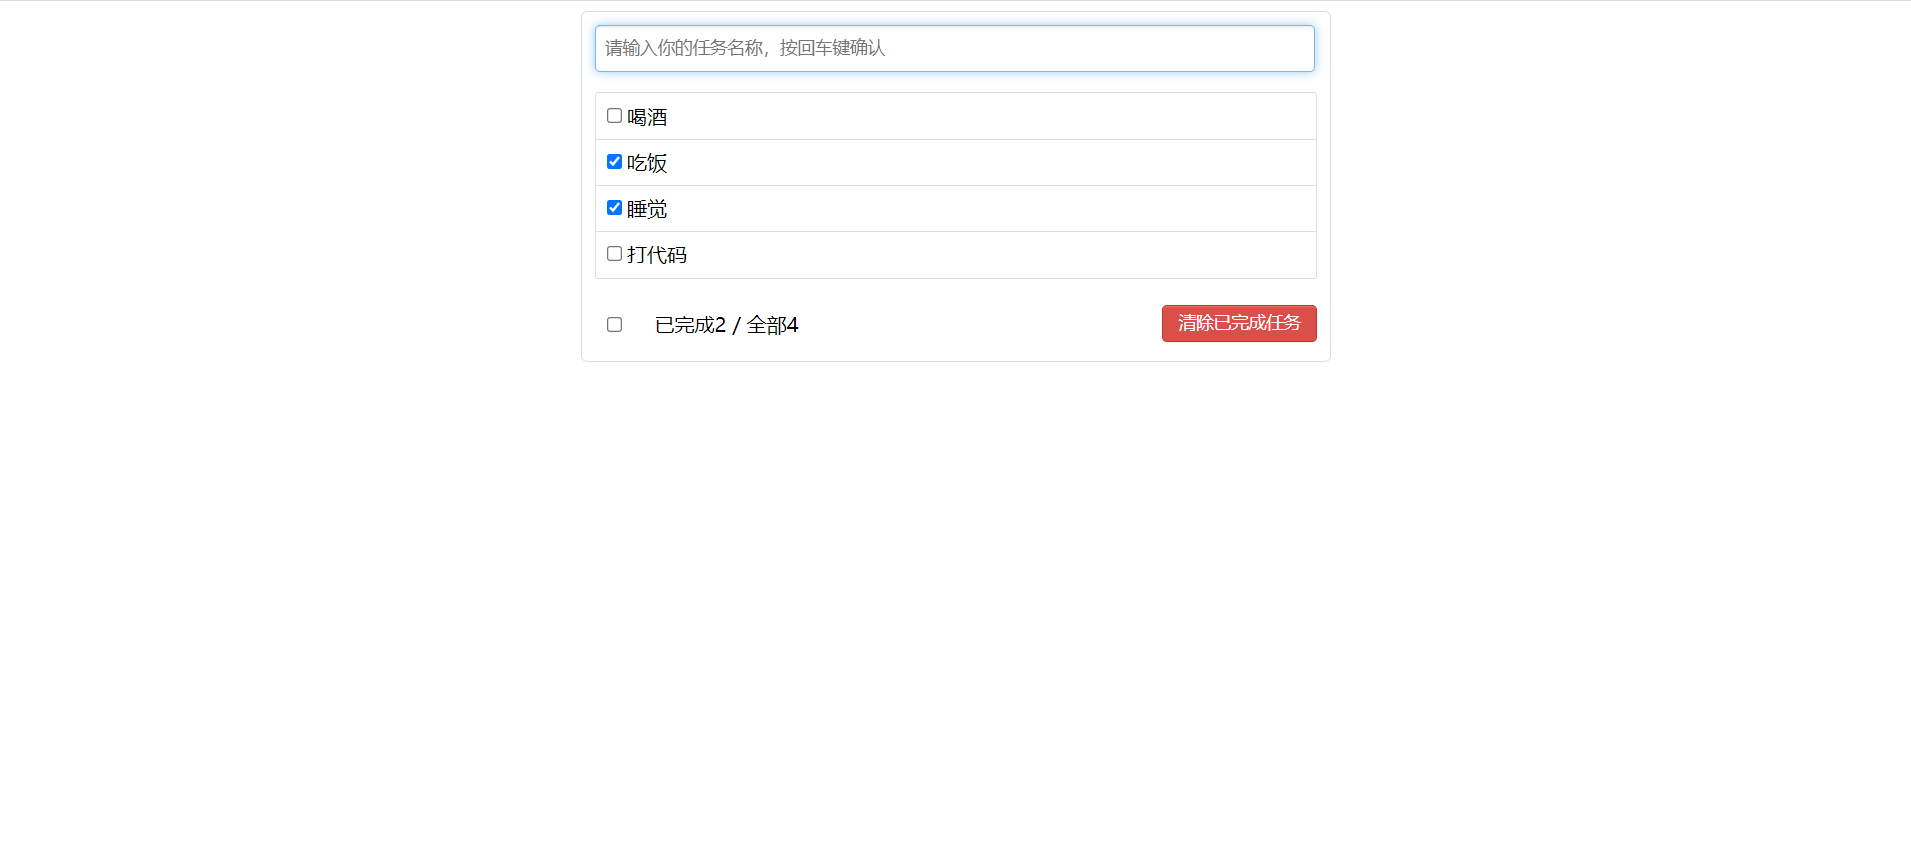 请输入你的任务名称，按回车键确认
喝酒
吃饭
睡觉
打代码
已完成2 / 全部4
清除已完成任务